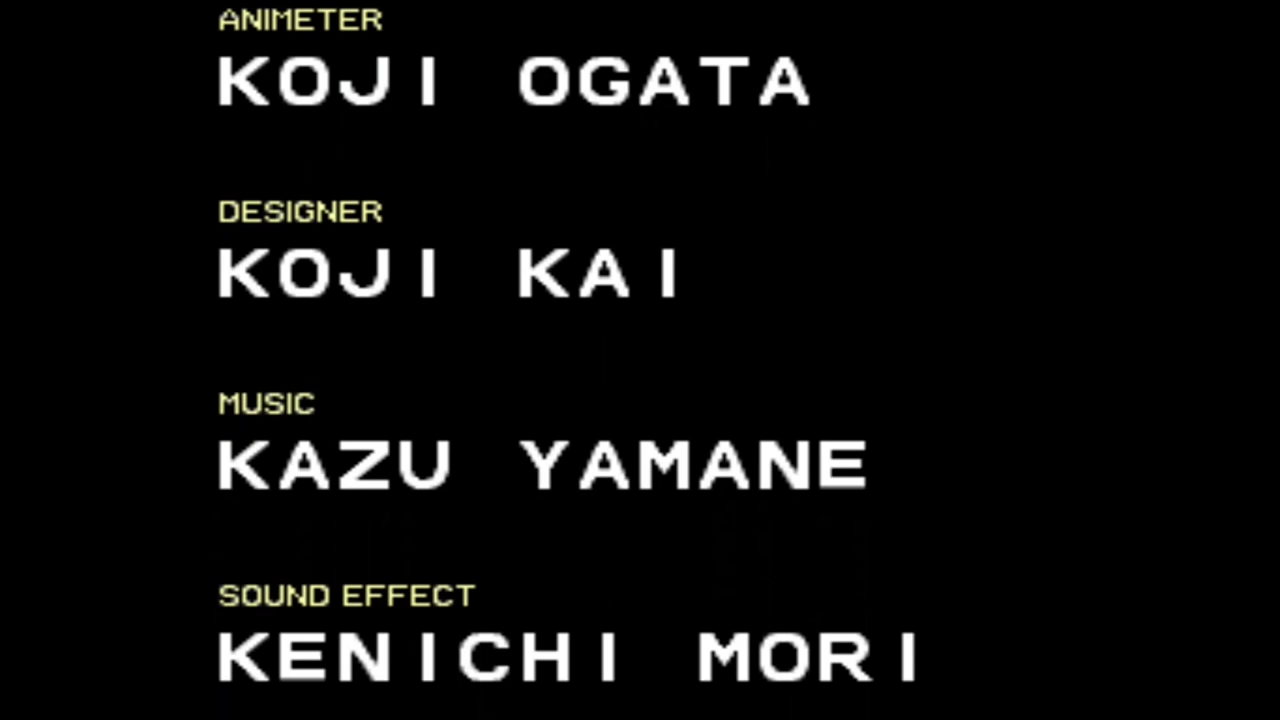 ANIMETER
KOJI OGATA
DESIGNER
KOJI KAI
MUSIC
KAZU YAMANE
SOUND EFFECT
KENICHI MORI